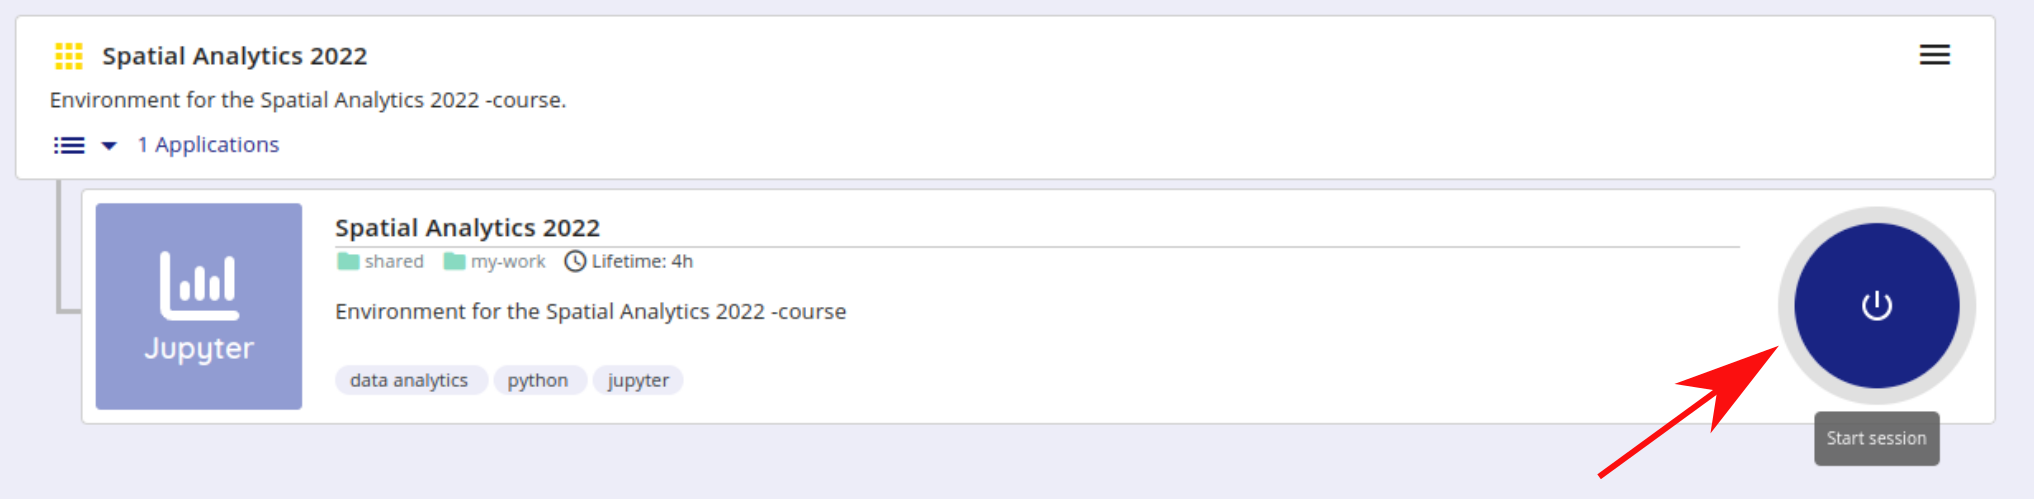 Spatial Analytics 2022
Environment for the Spatial Analytics 2022 -course.
1 Applications
Jupyter
Spatial Analytics 2022
shared my-work Lifetime: 4h
Environment for the Spatial Analytics 2022 -course
data analytics python jupyter
Start session